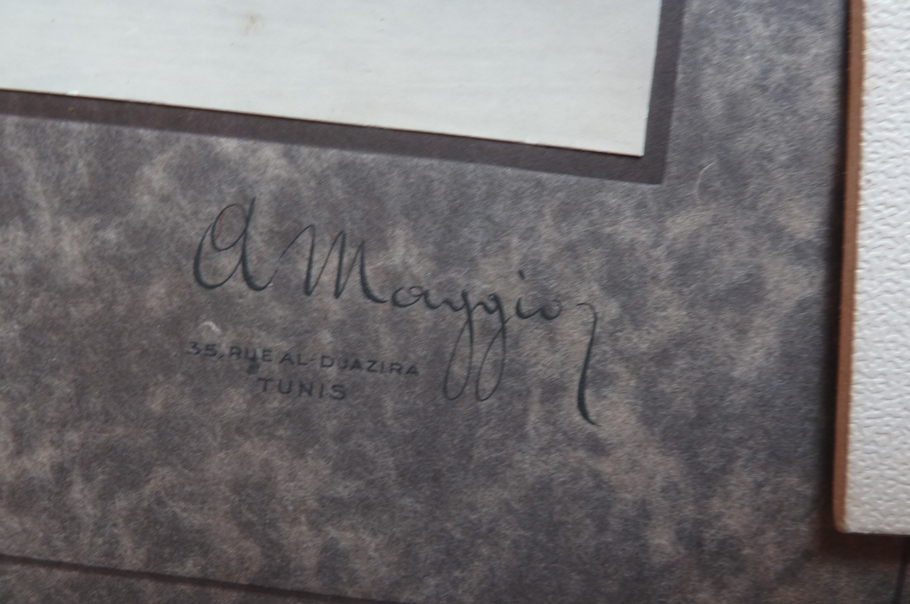 A Maggio
35, RUE AL-DJAZIRA
TUNIS